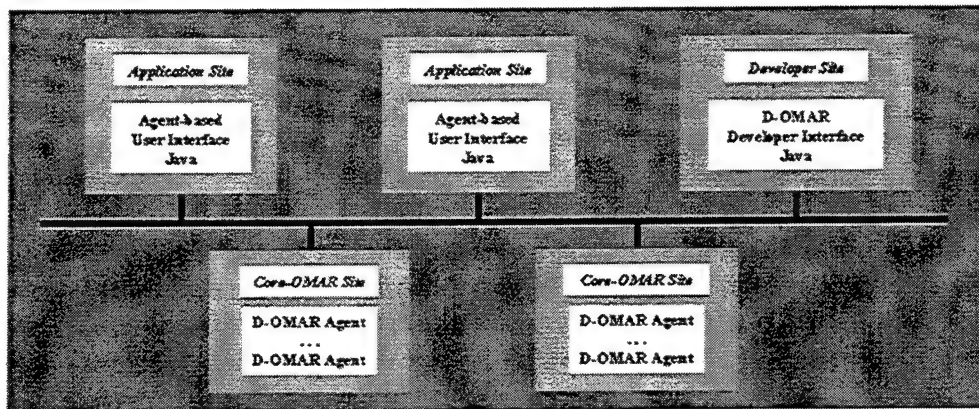 Application Site
Agent-based
User Interface
Java
Application Site
Agent-based
User Interface
Java
Developer Site
D-OMAR
Developer Interface
Java
Core-OMAR Site
D-OMAR Agent
...
D-OMAR Agent
Core-OMAR Site
D-OMAR Agent
...
D-OMAR Agent